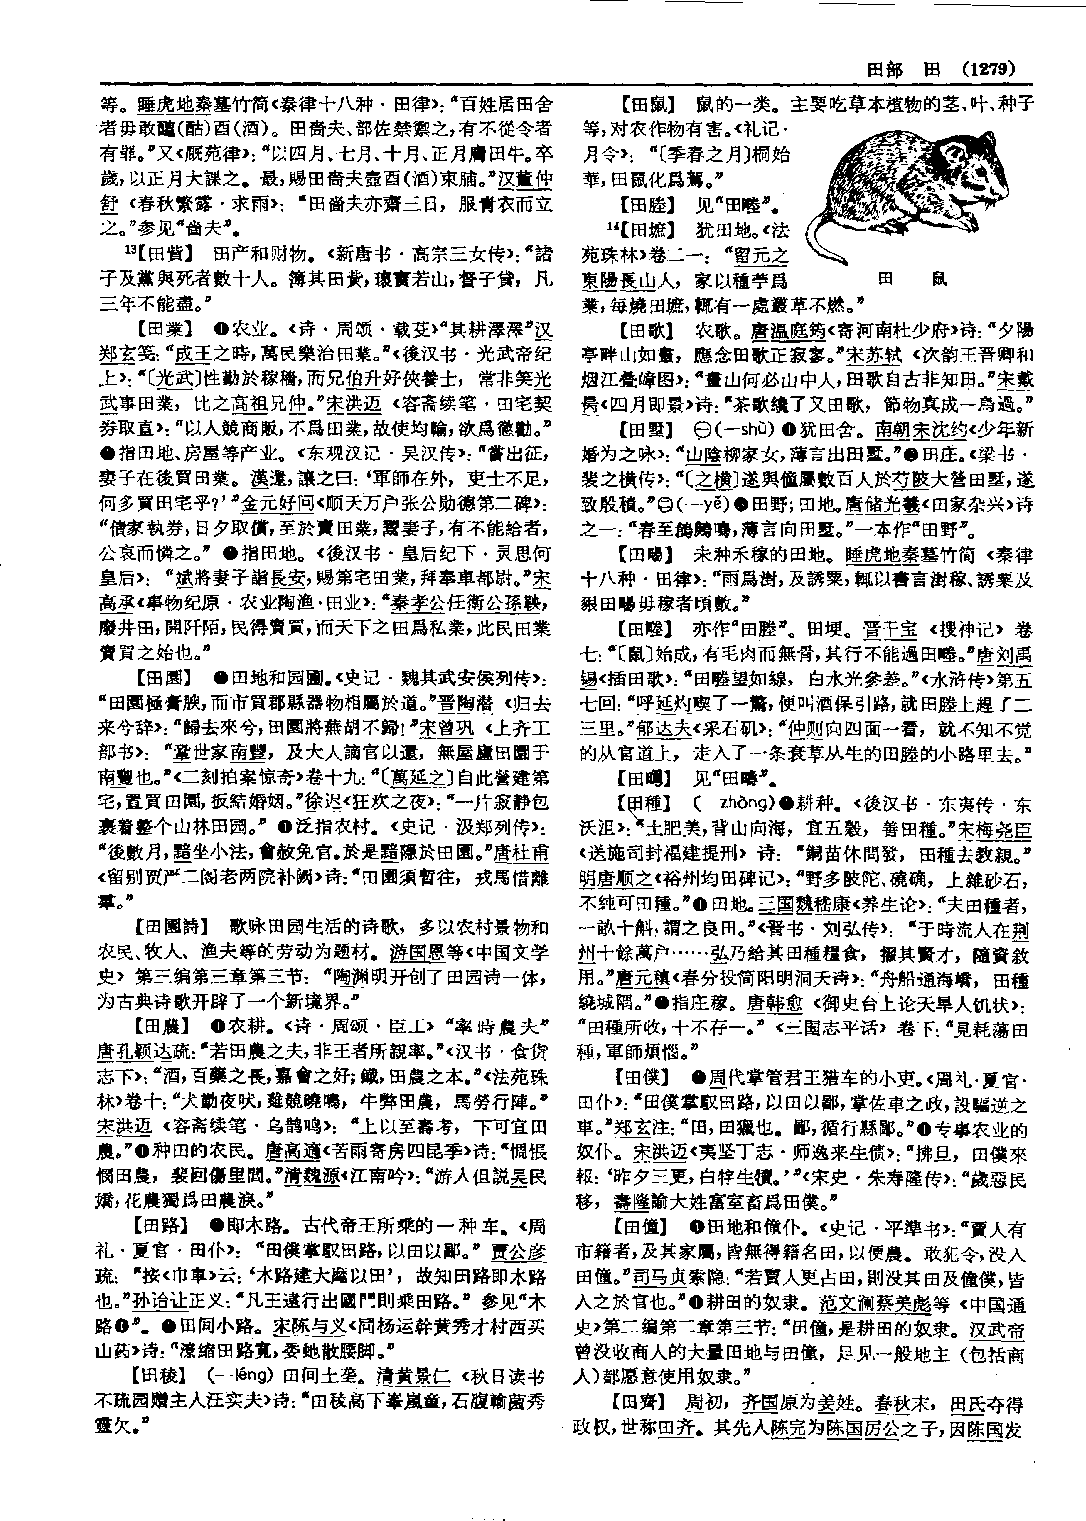 田部　田　（1279）
等。睡虎地秦墓竹简《秦律十八种·田律》：“百姓居田舍
者毋敢醢(酤)酉(酒)。田啬夫、部佐禁禦之，有不從令者
有罪。”又《厩苑律》：“以四月、七月、十月、正月膚田牛。卒
歲，以正月大課之。最，賜田啬夫壺酉(酒)束脯。”汉董仲
舒《春秋繁露·求雨》：“田啬夫亦齋三日，服青衣而立
之。”参见“啬夫”。
¹³【田貲】　田产和财物。《新唐书·高宗三女传》：“諸
子及黨與死者數十人。簿其田貲，瓌寶若山，督子貸，凡
三年不能盡。”
【田業】　❶农业。《诗·周颂·载芟》“其耕澤澤”汉
郑玄笺：“成王之時，萬民樂治田業。”《後汉书·光武帝纪
上》：“〔光武〕性勤於稼穡，而兄伯升好俠養士，常非笑光
武事田業，比之高祖兄仲。”宋洪迈《容斋续笔·田宅契
券取直》：“以人競商販，不爲田業，故使均輸，欲爲懲勸。”
●指田地、房屋等产业。《东观汉记·吴汉传》：“嘗出征，
妻子在後買田業。漢還，讓之曰：‘軍師在外，吏士不足，
何多買田宅乎？’”金元好问《顺天万户张公勋德第二碑》：
“債家執券，日夕取償，至於賣田業，鬻妻子，有不能給者，
公哀而憐之。”●指田地。《後汉书·皇后纪下·灵思何
皇后》：“斌將妻子詣長安，賜第宅田業，拜奉車都尉。”宋
高承《事物纪原·农业陶渔·田业》：“秦孝公任衛公孫鞅，
廢井田，開阡陌，民得賣買，而天下之田爲私業，此民田業
賣買之始也。”
【田園】　●田地和园圃。《史记·魏其武安侯列传》：
“田園極膏腴，而市買郡縣器物相屬於道。”晋陶潜《归去
来兮辞》：“歸去來兮，田園將蕪胡不歸！”宋曾巩《上齐工
部书》：“鞏世家南豐，及大人謫官以還，無屋廬田園于
南豐也。”《二刻拍案惊奇》卷十九：“〔萬延之〕自此營建第
宅，置買田園，扳結婚姻。”徐迟《狂欢之夜》：“一片寂静包
裹着整个山林田园。”❶泛指农村。《史记·汲郑列传》：
“後數月，黯坐小法，會赦免官。於是黯隱於田園。”唐杜甫
《留别贾严二阁老两院补阙》诗：“田園須暫往，戎馬惜離
羣。”
【田園詩】　歌咏田园生活的诗歌，多以农村景物和
农民、牧人、渔夫等的劳动为题材。游国恩等《中国文学
史》第三编第三章第三节：“陶渊明开创了田园诗一体，
为古典诗歌开辟了一个新境界。”
【田農】　❶农耕。《诗·周颂·臣工》“率時農夫”
唐孔颖达疏：“若田農之夫，非王者所親率。”《汉书·食货
志下》：“酒，百藥之長，嘉會之好；鐵，田農之本。”《法苑珠
林》卷十：“犬勤夜吠，雞競曉鳴，牛弊田農，馬勞行陣。”
宋洪迈《容斋续笔·乌鹊鸣》：“上以至壽考，下可宜田
農。”❶种田的农民。唐高適《苦雨寄房四昆季》诗：“惆悵
憫田農，裴回傷里閭。”清魏源《江南吟》：“游人但説吴民
嬌，花農獨爲田農淚。”
【田路】　●即木路。古代帝王所乘的一种车。《周
礼·夏官·田仆》：“田僕掌馭田路，以田以鄙。”贾公彦
疏：“按《巾車》云：‘木路建大麾以田’，故知田路即木路
也。”孙诒让正义：“凡王遠行出國門則乘田路。”参见“木
路❶”。●田间小路。宋陈与义《同杨运幹黄秀才村西买
山药》诗：“潦縮田路寬，委虵散腰脚。”
【田稜】　(－lēng)田间土垄。清黄景仁《秋日读书
不疏园赠主人汪实夫》诗：“田稜高下峯嵐奮，石腹輸菌秀
靈欠。”
【田鼠】　鼠的一类。主要吃草本植物的茎、叶、种子
等，对农作物有害。《礼记·
月令》：“〔季春之月〕桐始
華，田鼠化爲鴽。”
【田塍】　见“田塍”。
¹⁴【田墲】　犹田地。《法
苑珠林》卷二一：“留元之
東陽長山人，家以種苧爲
業，每燒田墲，輒有一處叢草不燃。”
田　鼠
【田歌】　农歌。唐温庭筠《寄河南杜少府》诗：“夕陽
亭畔山如畫，應念田歌正寂寥。”宋苏轼《次韵王晋卿和
烟江叠嶂图》：“畫山何必山中人，田歌自古非知田。”宋戴
昺《四月即景》诗：“茶歌纔了又田歌，節物真成一鳥過。”
【田墅】　㊀(－shù)❶犹田舍。南朝宋沈约《少年新
婚为之咏》：“山陰柳家女，薄言出田墅。”●田庄。《梁书·
裴之横传》：“〔之横〕遂與僮屬數百人於芍陂大營田墅，遂
致殷積。”㊁(－yě)●田野；田地。唐储光羲《田家杂兴》诗
之一：“春至鶬鶊鳴，薄言向田墅。”一本作“田野”。
【田暘】　未种禾稼的田地。睡虎地秦墓竹简《秦律
十八种·田律》：“雨爲澍，及誘粟，輒以書言澍稼、誘粟及
豤田暘毋稼者頃數。”
【田塍】　亦作“田塍”。田埂。晋干宝《搜神记》卷
七：“〔鼠〕始成，有毛肉而無骨，其行不能過田塍。”唐刘禹
锡《插田歌》：“田塍望如線，白水光參差。”《水浒传》第五
七回：“呼延灼喫了一驚，便叫酒保引路，就田塍上趕了二
三里。”郁达夫《采石矶》：“仲则向四面一看，就不知不觉
的从官道上，走入了一条衰草丛生的田塍的小路里去。”
【田疇】　见“田疇”。
【田種】　(　zhòng)●耕种。《後汉书·东夷传·东
沃沮》：“土肥美，背山向海，宜五穀，善田種。”宋梅尧臣
《送施司封福建提刑》诗：“銅苗休問發，田種去教親。”
明唐顺之《裕州均田碑记》：“野多陂陀、磽确，上雜砂石，
不纯可田種。”❶田地。三国魏嵇康《养生论》：“夫田種者，
一畝十斛，謂之良田。”《晋书·刘弘传》：“于時流人在荆
州十餘萬户……弘乃給其田種糧食，擢其賢才，隨資敘
用。”唐元稹《春分投简阳明洞天诗》：“舟船通海嶠，田種
繞城隅。”●指庄稼。唐韩愈《御史台上论天旱人饥状》：
“田種所收，十不存一。”《三国志平话》卷下：“見耗蕩田
種，軍師煩惱。”
【田僕】　●周代掌管君王猎车的小吏。《周礼·夏官·
田仆》：“田僕掌馭田路，以田以鄙，掌佐車之政，設驅逆之
車。”郑玄注：“田，田獵也。鄙，循行縣鄙。”❶专事农业的
奴仆。宋洪迈《夷坚丁志·师逸来生债》：“拂旦，田僕來
報：‘昨夕三更，白牸生犢。’”《宋史·朱寿隆传》：“歲惡民
移，壽隆諭大姓富室畜爲田僕。”
【田僮】　❶田地和僮仆。《史记·平準书》：“賈人有
市籍者，及其家屬，皆無得籍名田，以便農。敢犯令，没入
田僮。”司马贞索隐：“若賈人更占田，則没其田及僮僕，皆
入之於官也。”❶耕田的奴隶。范文澜蔡美彪等《中国通
史》第二编第二章第三节：“田僮，是耕田的奴隶。汉武帝
曾没收商人的大量田地与田僮，足见一般地主（包括商
人）都愿意使用奴隶。”
【田齊】　周初，齐国原为姜姓。春秋末，田氏夺得
政权，世称田齐。其先人陈完为陈国厉公之子，因陈国发